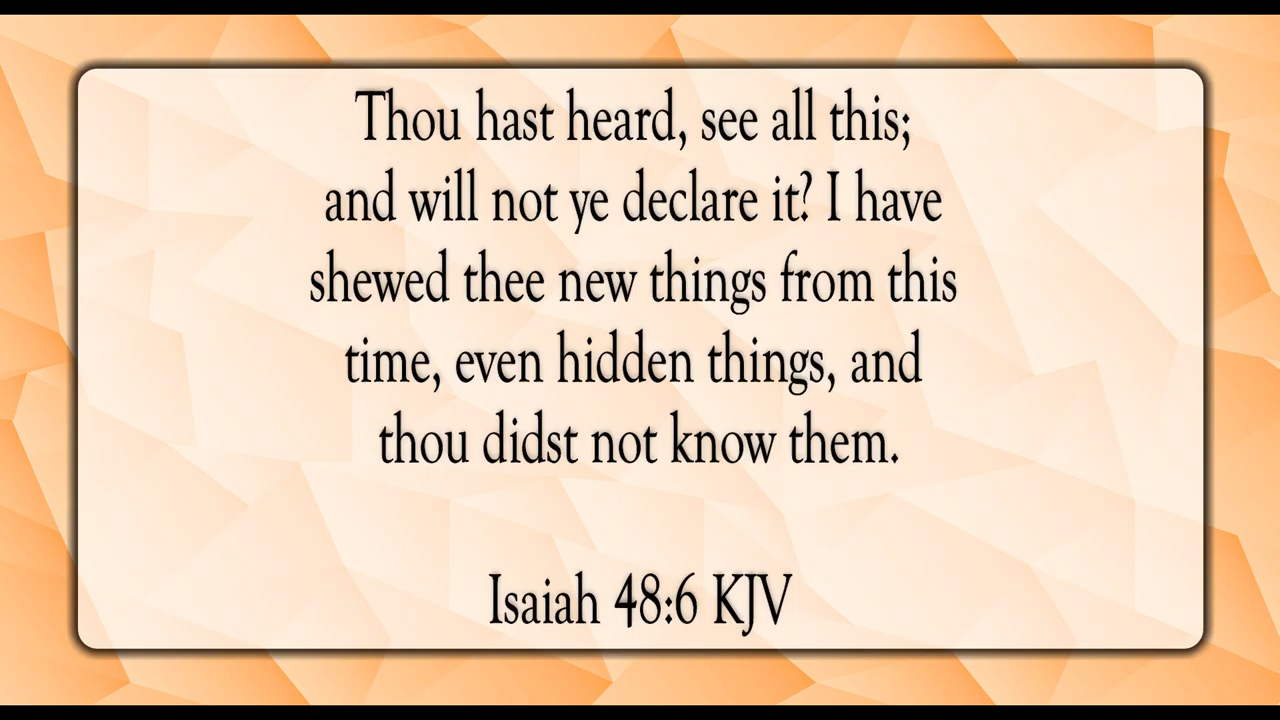 Thou hast heard, see all this;
and will not ye declare it? I have
shewed thee new things from this
time, even hidden things, and
thou didst not know them.
Isaiah 48:6 KJV